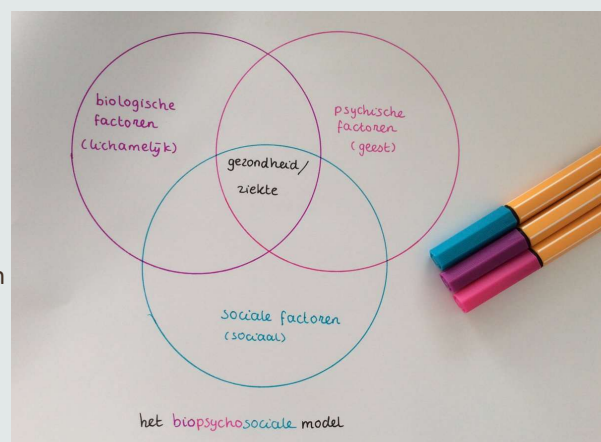 biologische
factoren
(lichamelijk)
psychische
factoren
(geest)
gezondheid/
ziekte
sociale factoren
(sociaal)
het biopsychosociale model
n